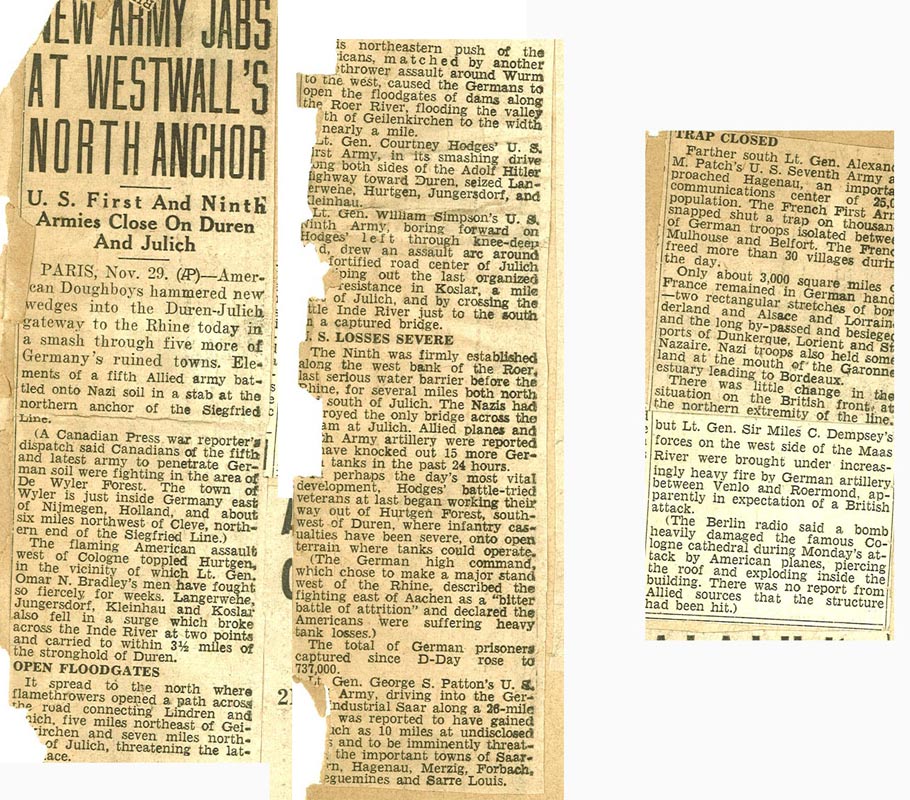 NEW ARMY JABS
AT WESTWALL'S
NORTH ANCHOR
U. S. First And Ninth
Armies Close On Duren
And Julich
PARIS, Nov. 29. (AP)—Amer-
ican Doughboys hammered new
wedges into the Duren-Julich
gateway to the Rhine today in
a smash through five more of
Germany's ruined towns. Ele-
ments of a fifth Allied army bat-
tled onto Nazi soil in a stab at the
northern anchor of the Siegfried
Line.
(A Canadian Press war reporter's
dispatch said Canadians of the fifth
and latest army to penetrate Ger-
man soil were fighting in the area of
De Wyler Forest. The town of
Wyler is just inside Germany east
of Nijmegen, Holland, and about
six miles northwest of Cleve, north-
ern end of the Siegfried Line.)
The flaming American assault
west of Cologne toppled Hurtgen,
in the vicinity of which Lt. Gen.
Omar N. Bradley's men have fought
so fiercely for weeks. Langerwehe,
Jungersdorf, Kleinhau and Koslar
also fell in a surge which broke
across the Inde River at two points
and carried to within 3½ miles of
the stronghold of Duren.
OPEN FLOODGATES
It spread to the north where
flamethrowers opened a path across
the road connecting Lindren and
ich, five miles northeast of Gei-
kirchen and seven miles north-
of Julich, threatening the lat-
ace.
is northeastern push of the
icans, matched by another
thrower assault around Wurm
to the west, caused the Germans to
open the floodgates of dams along
the Roer River, flooding the valley
th of Geilenkirchen to the width
nearly a mile.
Lt. Gen. Courtney Hodges' U. S.
irst Army, in its smashing drive
ong both sides of the Adolf Hitler
highway toward Duren, seized Lan-
erwehe, Hurtgen, Jungersdorf, and
leinhau.
Lt. Gen. William Simpson's U. S.
Ninth Army, boring forward on
Hodges' left through knee-deep
d, drew an assault arc around
fortified road center of Julich
ping out the last organized
resistance in Koslar, a mile
of Julich, and by crossing the
tle Inde River just to the south
a captured bridge.
. S. LOSSES SEVERE
The Ninth was firmly established
along the west bank of the Roer,
last serious water barrier before the
hine, for several miles both north
south of Julich. The Nazis had
royed the only bridge across the
am at Julich. Allied planes and
th Army artillery were reported
have knocked out 15 more Ger-
tanks in the past 24 hours.
perhaps the day's most vital
development, Hodges' battle-tried
veterans at last began working their
way out of Hurtgen Forest, south-
west of Duren, where infantry cas-
ualties have been severe, onto open
terrain where tanks could operate.
(The German high command,
which chose to make a major stand
west of the Rhine, described the
fighting east of Aachen as a "bitter
battle of attrition" and declared the
Americans were suffering heavy
tank losses.)
The total of German prisoners
captured since D-Day rose to
737,000.
Lt. Gen. George S. Patton's U. S.
Army, driving into the Ger-
industrial Saar along a 26-mile
was reported to have gained
ch as 10 miles at undisclosed
s and to be imminently threat-
the important towns of Saar-
n, Hagenau, Merzig, Forbach,
eguemines and Sarre Louis.
TRAP CLOSED
Farther south Lt. Gen. Alexand
M. Patch's U. S. Seventh Army a
proached Hagenau, an importa
communications center of 25,0
population. The French First Arm
snapped shut a trap on thousan
of German troops isolated betwee
Mulhouse and Belfort. The Frenc
freed more than 30 villages durin
the day.
Only about 3,000 square miles o
France remained in German hand
—two rectangular stretches of bor
derland and Alsace and Lorrain
and the long by-passed and besieged
ports of Dunkerque, Lorient and St.
Nazaire. Nazi troops also held some
land at the mouth of the Garonne
estuary leading to Bordeaux.
There was little change in the
situation on the British front at
the northern extremity of the line,
but Lt. Gen. Sir Miles C. Dempsey's
forces on the west side of the Maas
River were brought under increas-
ingly heavy fire by German artillery
between Venlo and Roermond, ap-
parently in expectation of a British
attack.
(The Berlin radio said a bomb
heavily damaged the famous Co-
logne cathedral during Monday's at-
tack by American planes, piercing
the roof and exploding inside the
building. There was no report from
Allied sources that the structure
had been hit.)